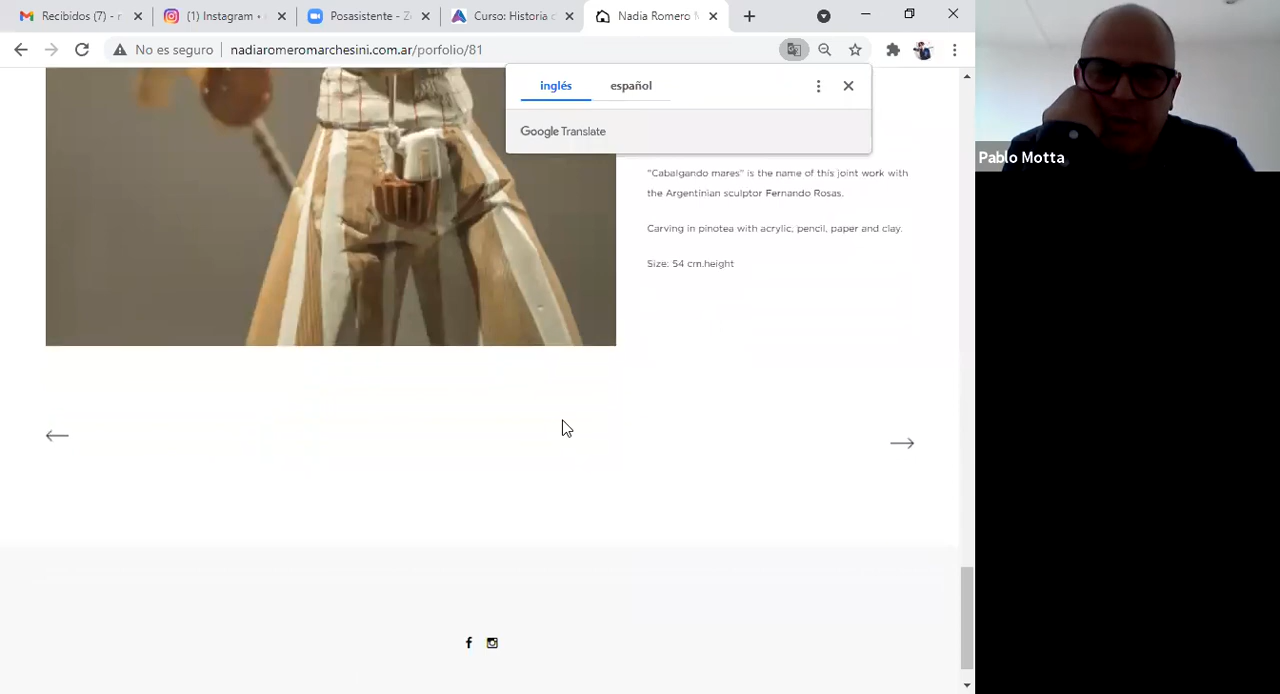 Recibidos (7) - r
(1) Instagram •
Posasistente - Z
Curso: Historia
Nadia Romero M
No es seguro
nadiaromeromarchesini.com.ar/porfolio/81
inglés
español
Google Translate
"Cabalgando mares" is the name of this joint work with
the Argentinian sculptor Fernando Rosas.
Carving in pinotea with acrylic, pencil, paper and clay.
Size: 54 cm.height
Pablo Motta